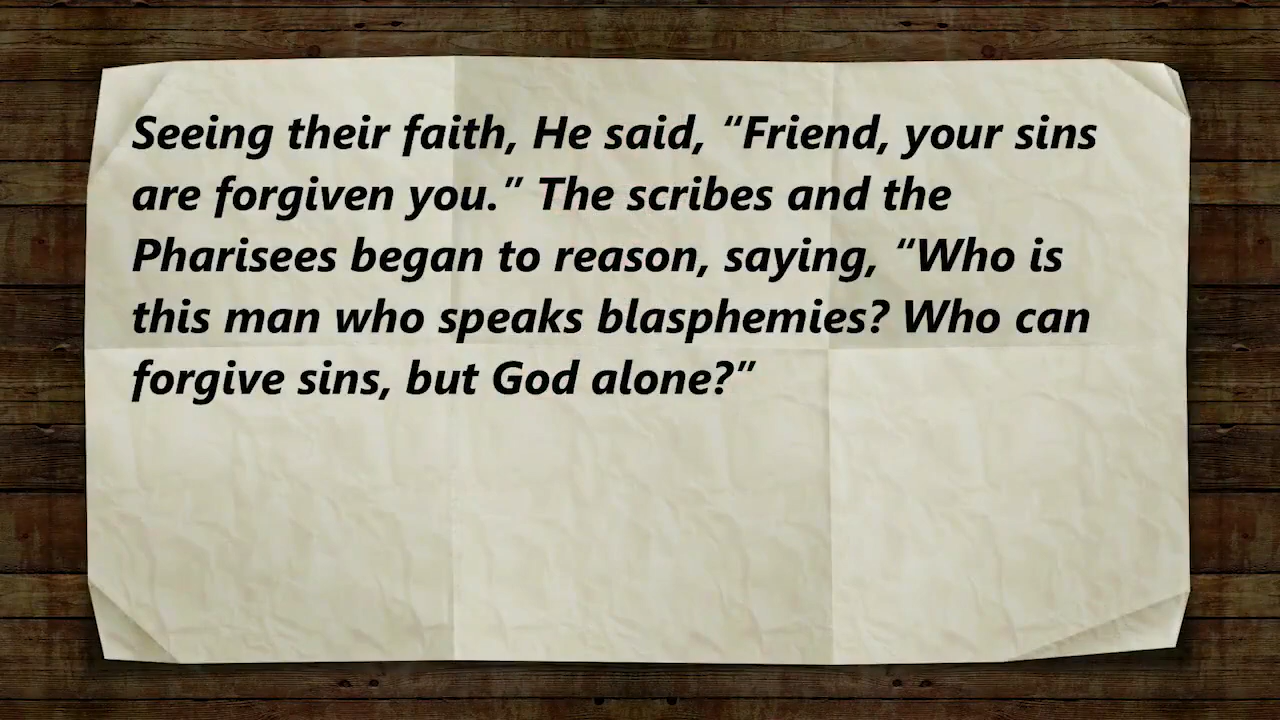 Seeing their faith, He said, “Friend, your sins
are forgiven you.” The scribes and the
Pharisees began to reason, saying, “Who is
this man who speaks blasphemies? Who can
forgive sins, but God alone?”